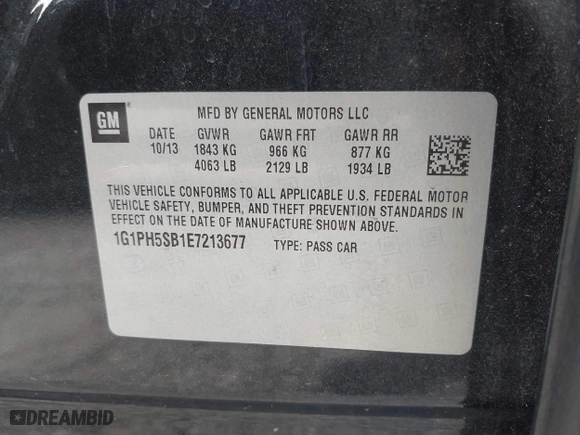 GM
MFD BY GENERAL MOTORS LLC
DATE GVWR GAWR FRT GAWR RR
10/13 1843 KG 966 KG 877 KG
4063 LB 2129 LB 1934 LB
THIS VEHICLE CONFORMS TO ALL APPLICABLE U.S. FEDERAL MOTOR
VEHICLE SAFETY, BUMPER, AND THEFT PREVENTION STANDARDS IN
EFFECT ON THE DATE OF MANUFACTURE SHOWN ABOVE.
1G1PH5SB1E7213677 TYPE: PASS CAR
DREAMBID